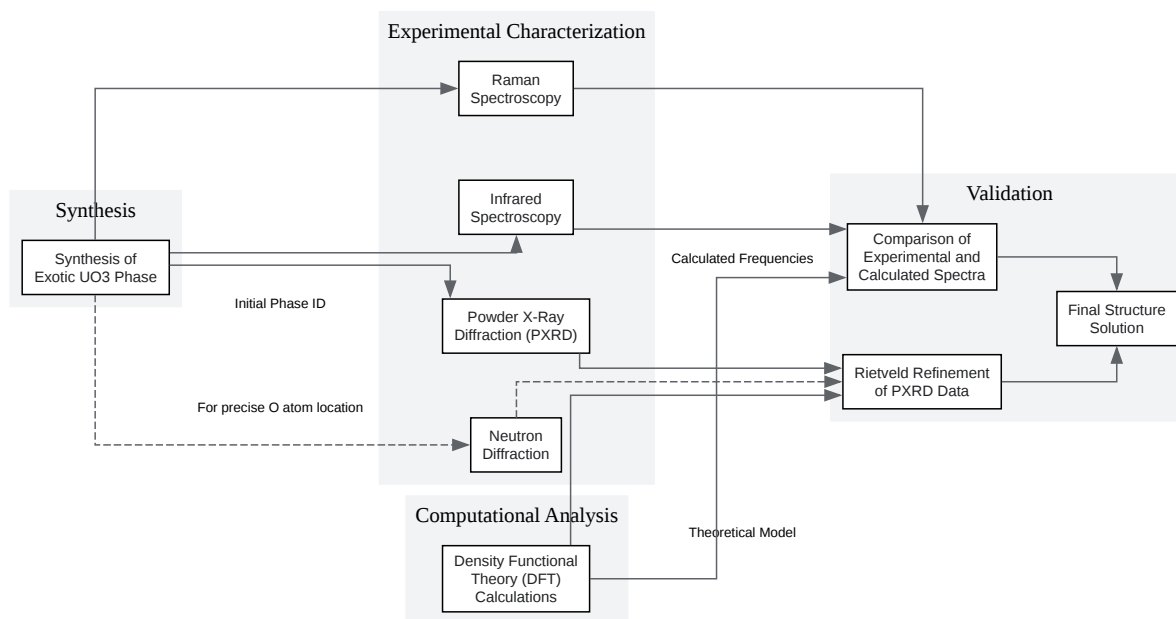 Experimental Characterization
Raman
Spectroscopy
Infrared
Spectroscopy
Synthesis
Synthesis of
Exotic UO3 Phase
Initial Phase ID
Powder X-Ray
Diffraction (PXRD)
For precise O atom location
Neutron
Diffraction
Computational Analysis
Density Functional
Theory (DFT)
Calculations
Calculated Frequencies
Theoretical Model
Validation
Comparison of
Experimental and
Calculated Spectra
Final Structure
Solution
Rietveld Refinement
of PXRD Data